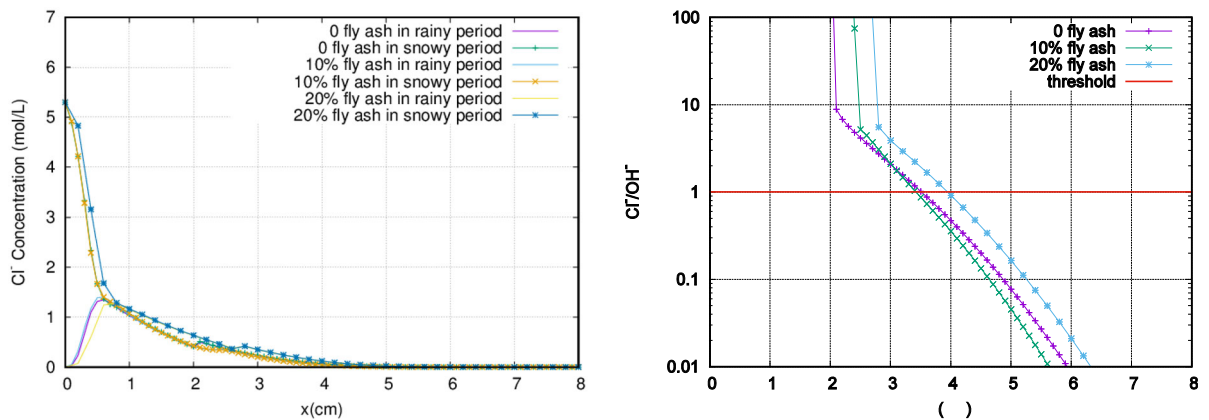 0 fly ash in rainy period
0 fly ash in snowy period
10% fly ash in rainy period
10% fly ash in snowy period
20% fly ash in rainy period
20% fly ash in snowy period
7
6
5
4
3
2
1
0
Cl⁻ Concentration (mol/L)
0 1 2 3 4 5 6 7 8
x(cm)
0 fly ash
10% fly ash
20% fly ash
threshold
100
10
1
0.1
0.01
Cl⁻/OH⁻
0 1 2 3 4 5 6 7 8
( )